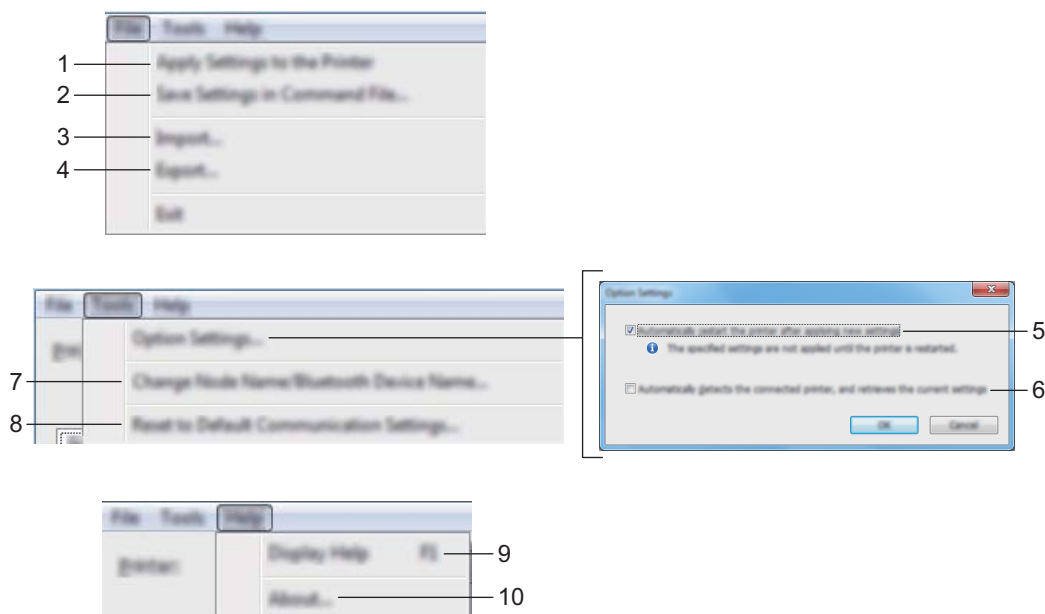 File Tools Help
1 Apply Settings to the Printer
2 Save Settings in Command File...
3 Import...
4 Export...
Exit
File Tools Help
Option Settings...
7 Change Node Name/Bluetooth Device Name...
8 Reset to Default Communication Settings...
Option Settings
Automatically restart the printer after applying new settings 5
The specified settings are not applied until the printer is restarted.
Automatically detects the connected printer, and retrieves the current settings 6
OK Cancel
File Tools Help
Printer:
Display Help F1 9
About... 10